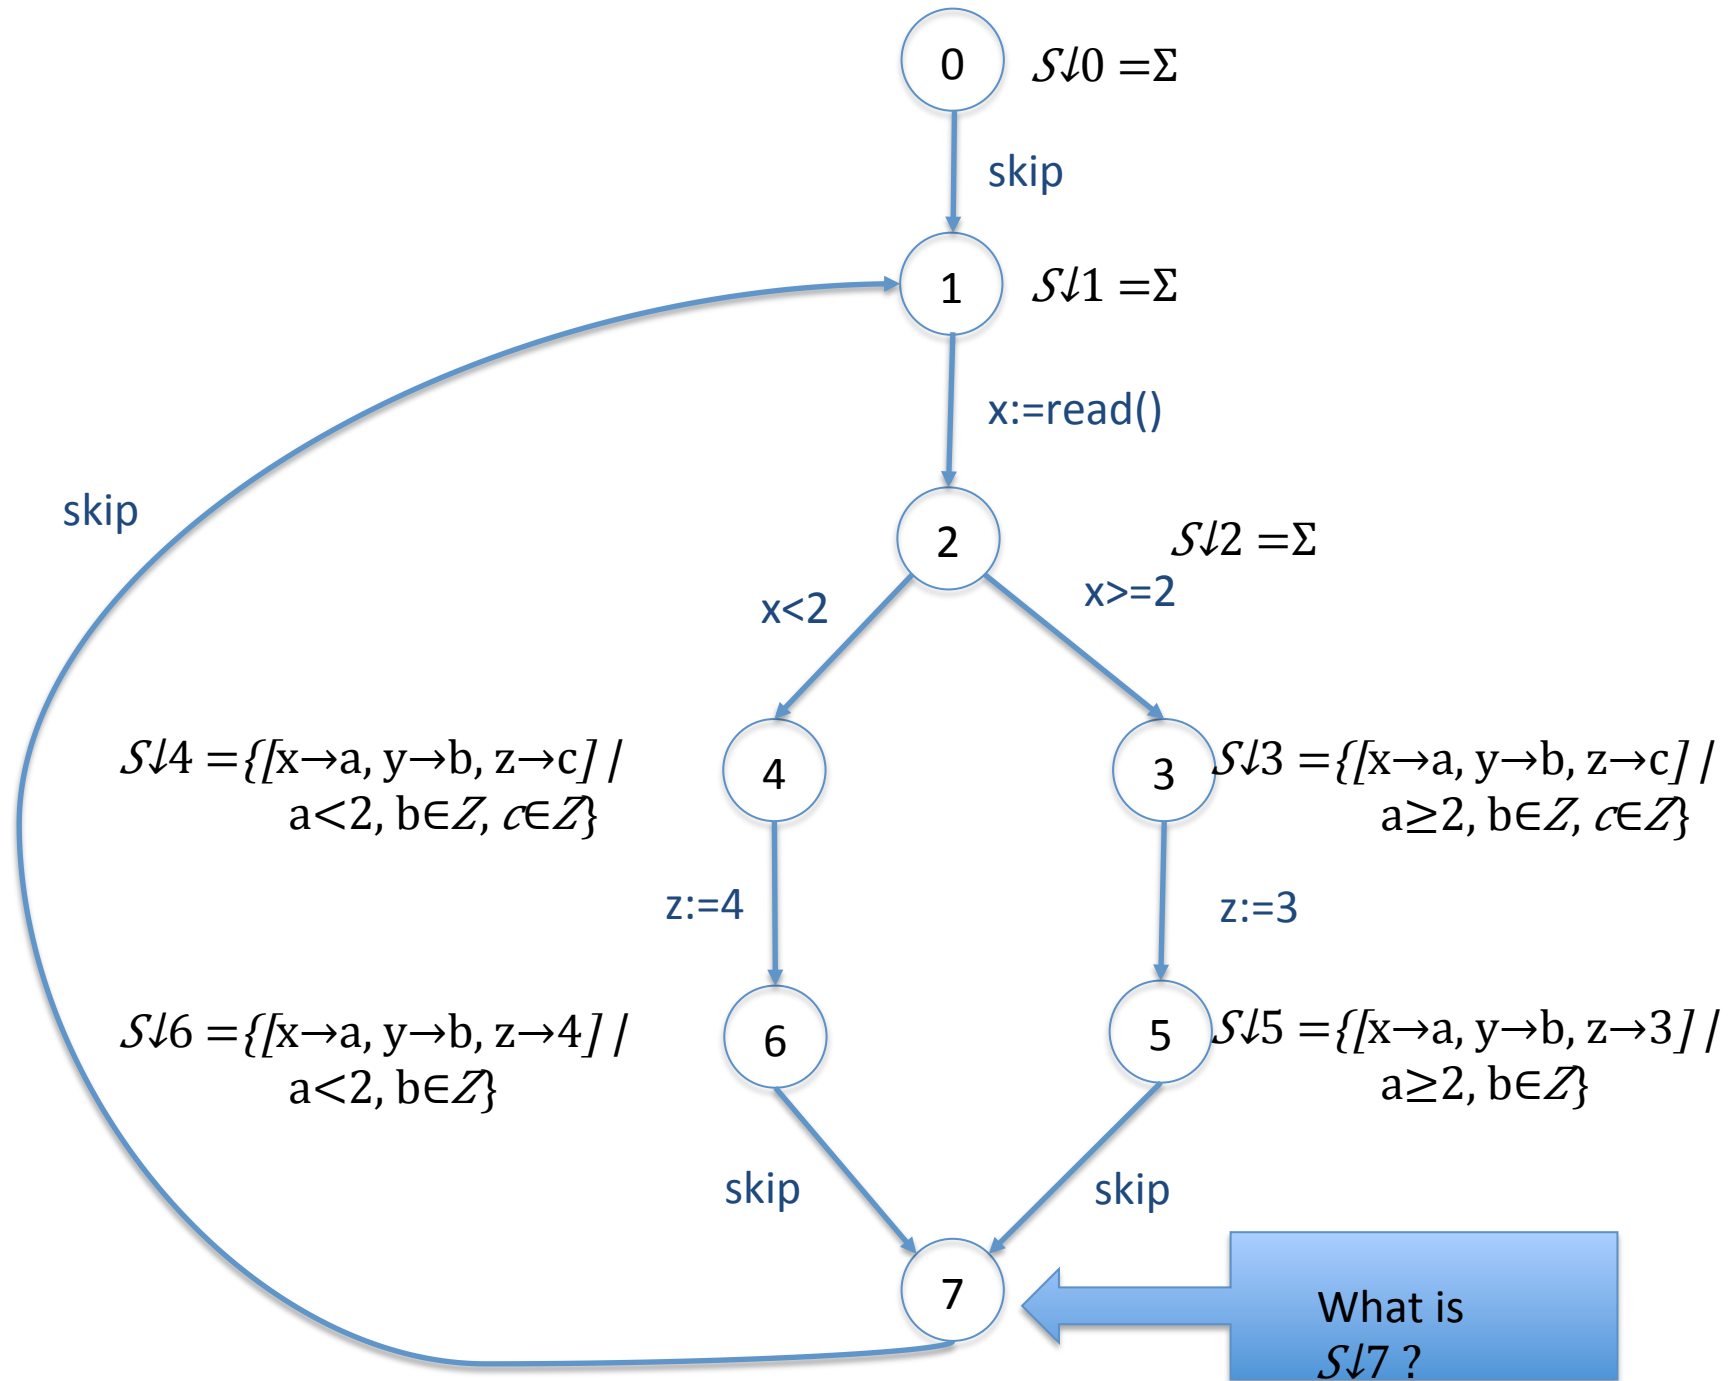 0
S↓0 =Σ
skip
1
S↓1 =Σ
x:=read()
skip
2
S↓2 =Σ
x<2
x>=2
S↓4 ={[x→a, y→b, z→c] |
a<2, b∈Z, c∈Z}
4
3
S↓3 ={[x→a, y→b, z→c] |
a≥2, b∈Z, c∈Z}
z:=4
z:=3
S↓6 ={[x→a, y→b, z→4] |
a<2, b∈Z}
6
5
S↓5 ={[x→a, y→b, z→3] |
a≥2, b∈Z}
skip
skip
7
What is
S↓7 ?